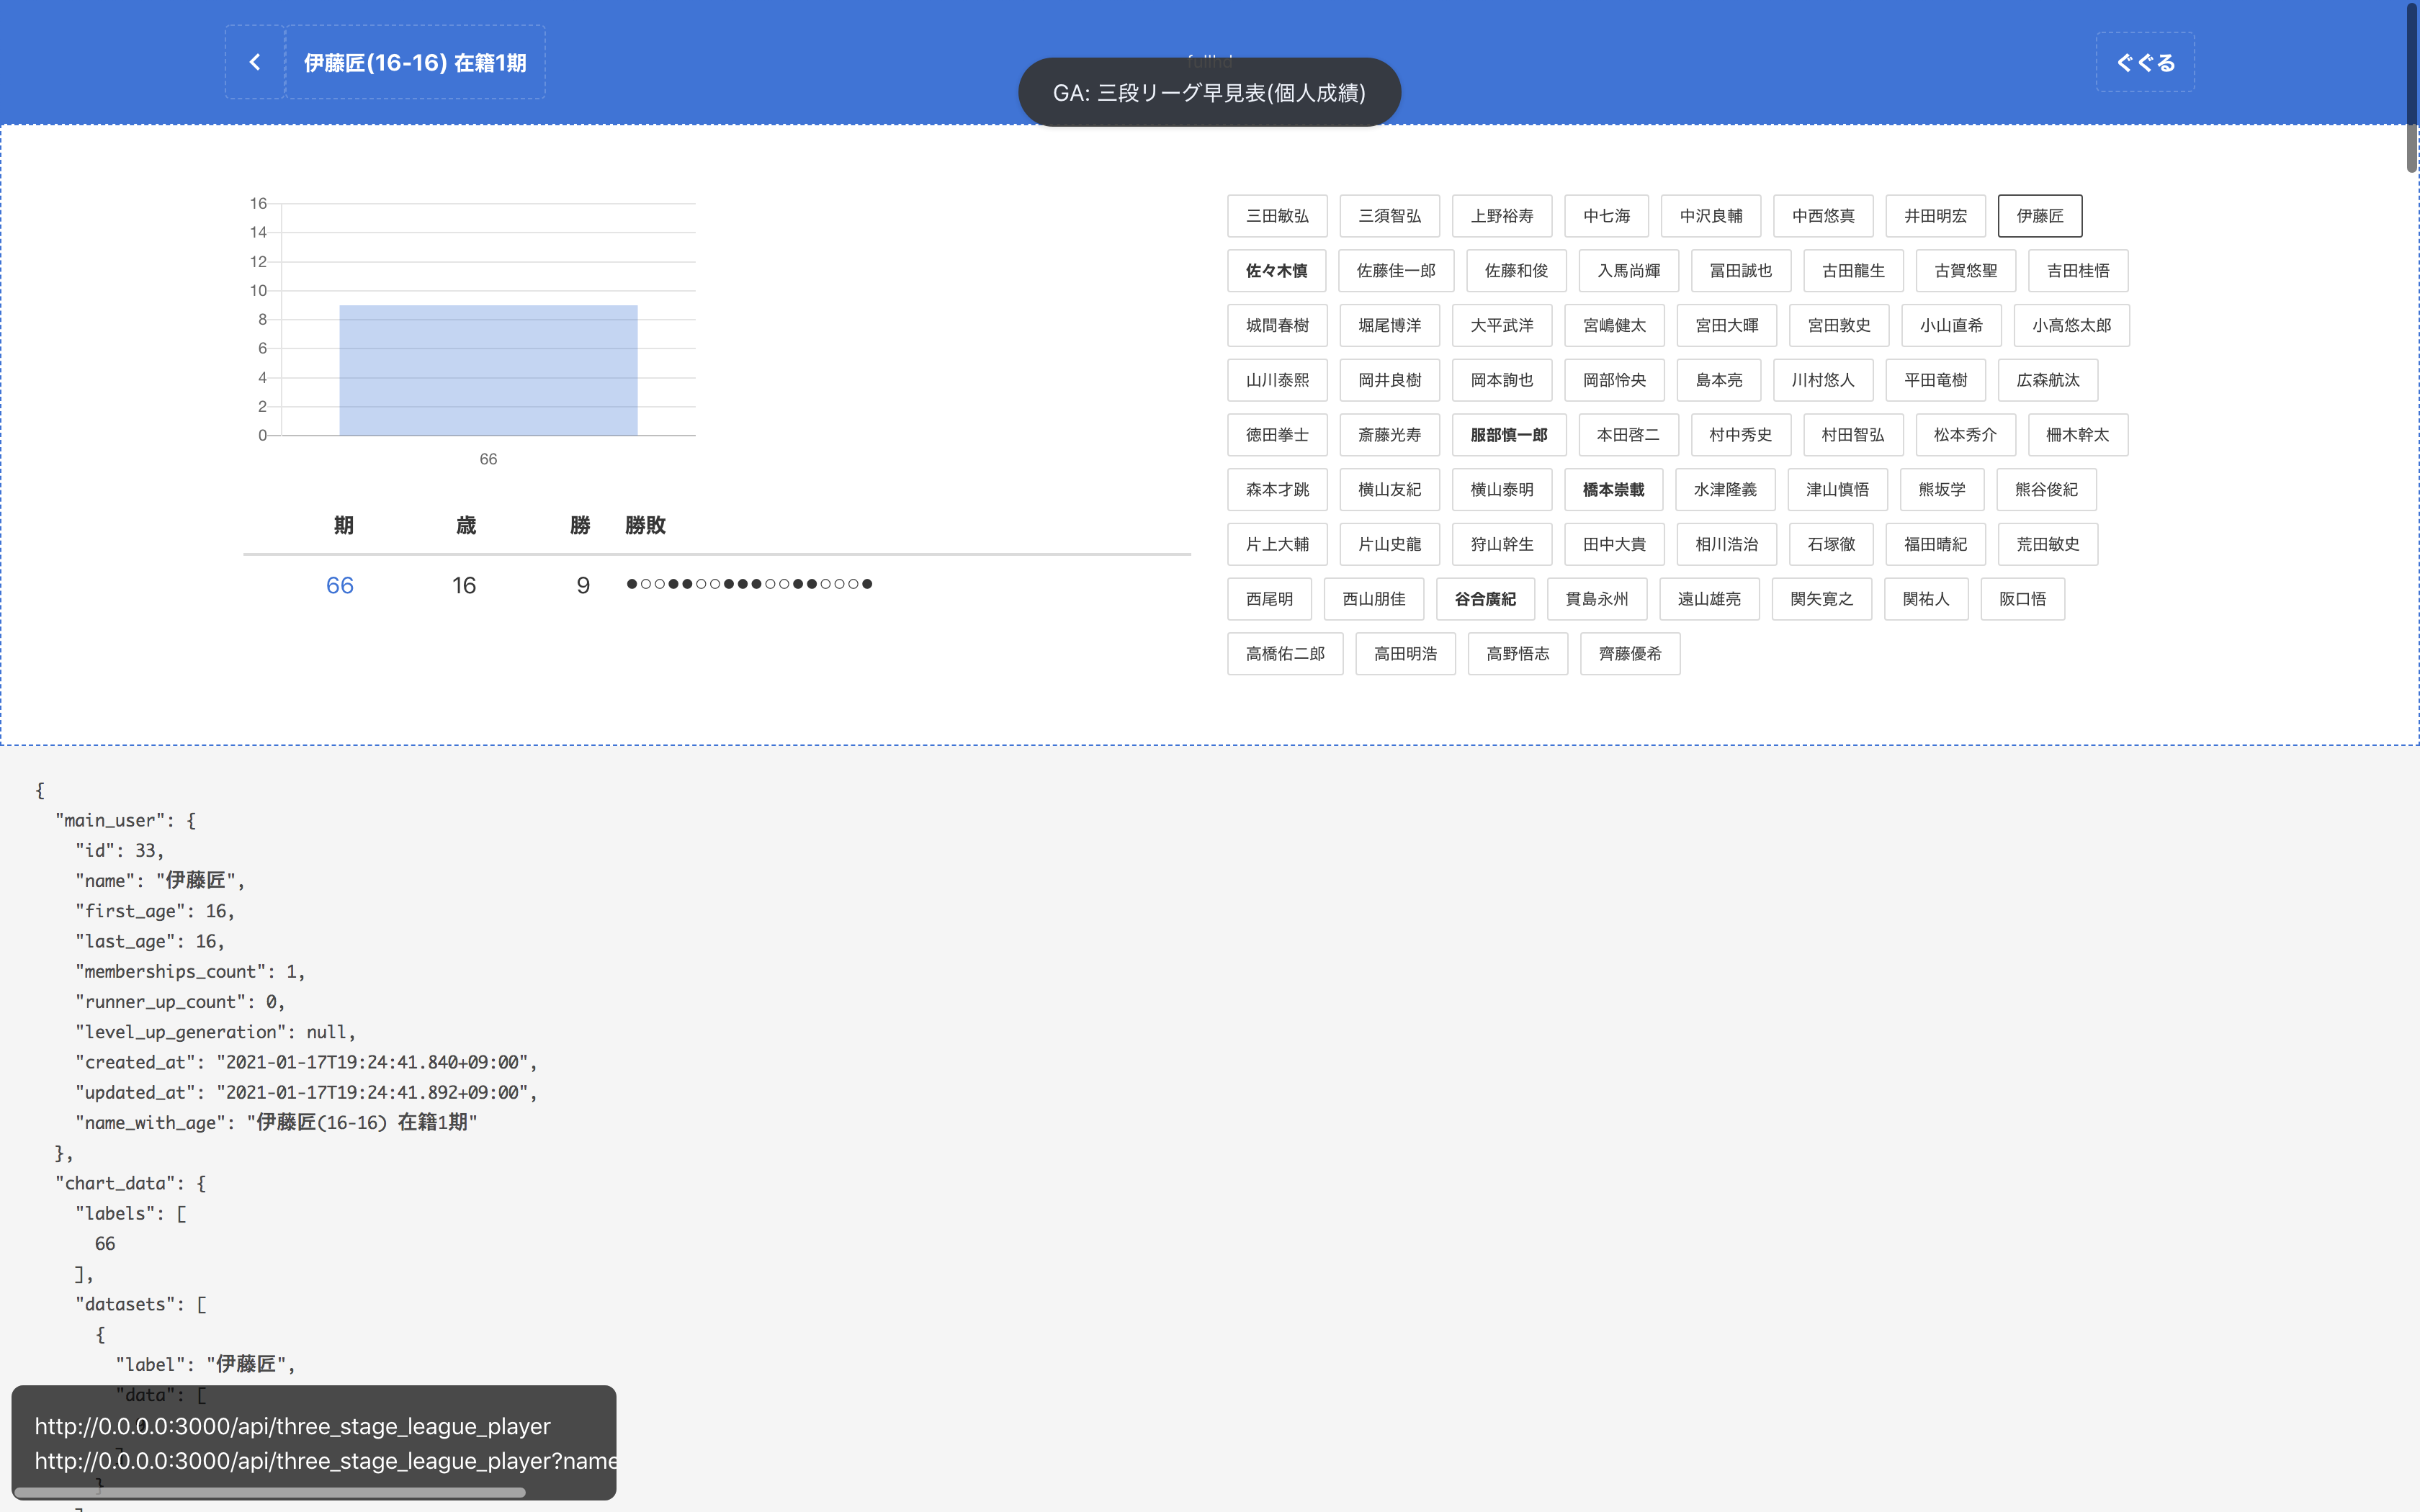 伊藤匠(16-16) 在籍1期
fullhd
ぐぐる
GA: 三段リーグ早見表(個人成績)
16
14
12
10
8
6
4
2
0
66
期 歳 勝 勝敗
66 16 9 ●○○●●○○●●●○○●●○○○●
三田敏弘 三須智弘 上野裕寿 中七海 中沢良輔 中西悠真 井田明宏 伊藤匠
佐々木慎 佐藤佳一郎 佐藤和俊 入馬尚輝 冨田誠也 古田龍生 古賀悠聖 吉田桂悟
城間春樹 堀尾博洋 大平武洋 宮嶋健太 宮田大暉 宮田敦史 小山直希 小高悠太郎
山川泰熙 岡井良樹 岡本詢也 岡部怜央 島本亮 川村悠人 平田竜樹 広森航汰
徳田拳士 斎藤光寿 服部慎一郎 本田啓二 村中秀史 村田智弘 松本秀介 柵木幹太
森本才跳 横山友紀 横山泰明 橋本崇載 水津隆義 津山慎悟 熊坂学 熊谷俊紀
片上大輔 片山史龍 狩山幹生 田中大貴 相川浩治 石塚徹 福田晴紀 荒田敏史
西尾明 西山朋佳 谷合廣紀 貫島永州 遠山雄亮 関矢寛之 関祐人 阪口悟
高橋佑二郎 高田明浩 高野悟志 齊藤優希
{
"main_user": {
"id": 33,
"name": "伊藤匠",
"first_age": 16,
"last_age": 16,
"memberships_count": 1,
"runner_up_count": 0,
"level_up_generation": null,
"created_at": "2021-01-17T19:24:41.840+09:00",
"updated_at": "2021-01-17T19:24:41.892+09:00",
"name_with_age": "伊藤匠(16-16) 在籍1期"
},
"chart_data": {
"labels": [
66
],
"datasets": [
{
"label": "伊藤匠",
"data": [
http://0.0.0.0:3000/api/three_stage_league_player
http://0.0.0.0:3000/api/three_stage_league_player?name
]
}